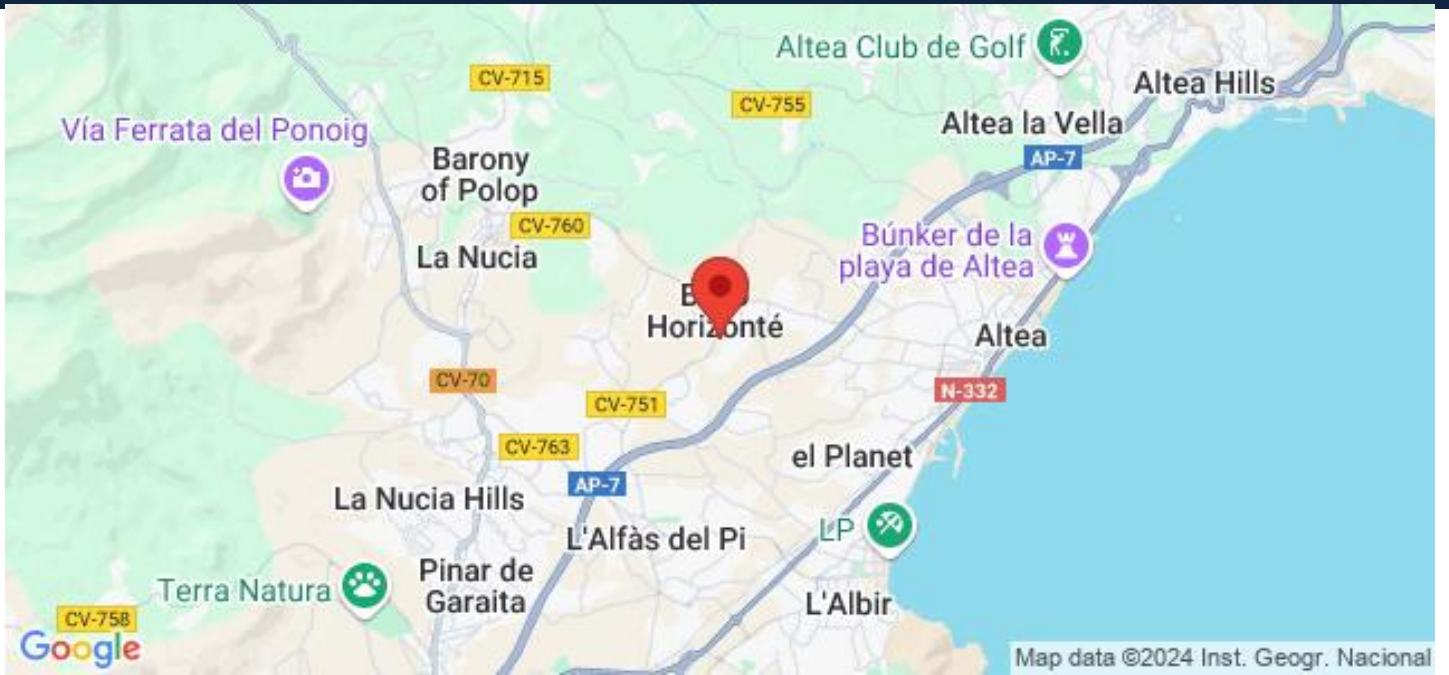 Altea Club de Golf
CV-715
Altea Hills
CV-755
Vía Ferrata del Ponoig
Altea la Vella
Barony
of Polop
AP-7
CV-760
Búnker de la
playa de Altea
La Nucia
Horizonté
Altea
CV-70
N-332
CV-751
CV-763
el Planet
AP-7
La Nucia Hills
LP
L'Alfàs del Pi
Pinar de
Garaita
Terra Natura
L'Albir
CV-758
Google
Map data ©2024 Inst. Geogr. Nacional